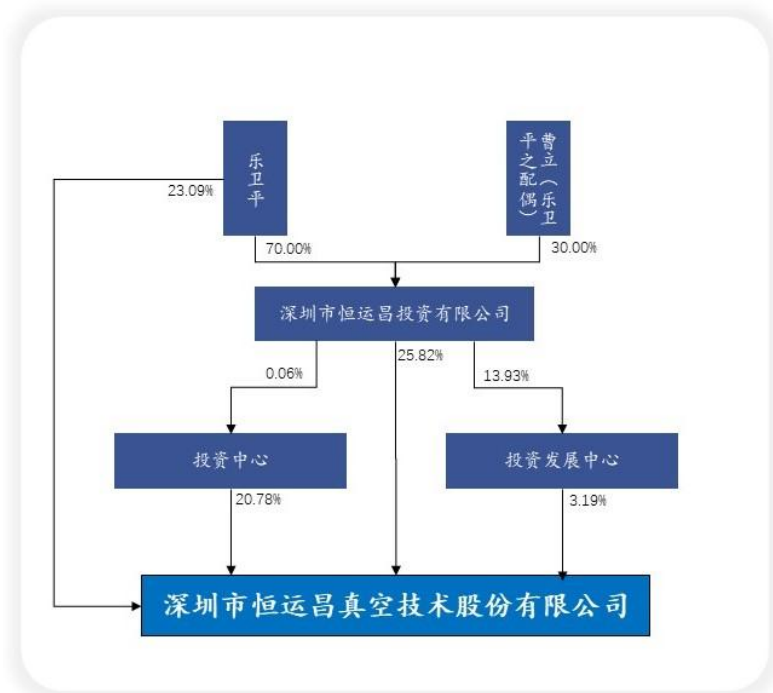 乐卫平
曹立（乐卫
平之配偶）
23.09%
70.00%
30.00%
深圳市恒运昌投资有限公司
25.82%
0.06%
13.93%
投资中心
投资发展中心
20.78%
3.19%
深圳市恒运昌真空技术股份有限公司